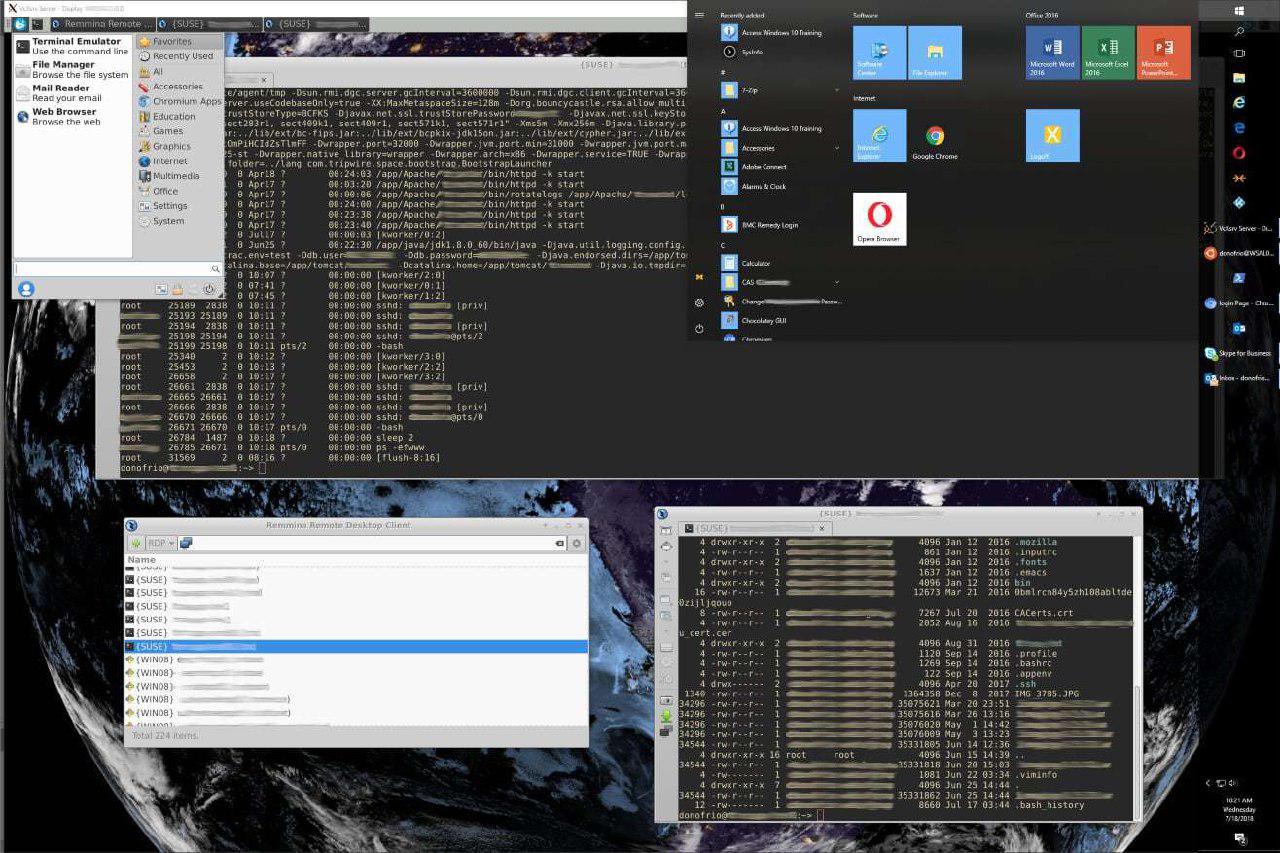 Vctsrv Server - Display
Remmina Remote ...
{SUSE}
{SUSE}
Terminal Emulator
Use the command line
File Manager
Browse the file system
Mail Reader
Read your email
Web Browser
Browse the web
Favorites
Recently Used
All
Accessories
Chromium Apps
Education
Games
Graphics
Internet
Multimedia
Office
Settings
System
{SUSE}
e/agent/tmp -Dsun.rmi.dgc.server.gcInterval=3600000 -Dsun.rmi.dgc.client.gcInterval=36
erver.useCodebaseOnly=true -XX:MaxMetaspaceSize=128m -Dorg.bouncycastle.rsa.allow_multi
trustStoreType=BCFKS -Djavax.net.ssl.trustStorePassword -Djavax.net.ssl.keySto
sect283r1, sect409k1, sect409r1, sect571k1, sect571r1" -Xms5m -Xmx256m -Djava.library.p
../lib/ext/bc-fips.jar:../lib/ext/bcpkix-jdk15on.jar:../lib/ext/cypher.jar:../lib/ext/
-Dwrapper.port=32000 -Dwrapper.jvm.port.min=31000 -Dwrapper.jvm.port.m
25-st -Dwrapper.native_library=wrapper -Dwrapper.arch=x86 -Dwrapper.service=TRUE -Dwrapper
folder=../lang com.tripwire.space.bootstrap.BootstrapLauncher
0 Apr18 ? 00:24:03 /app/Apache/ /bin/httpd -k start
0 Apr17 ? 00:03:20 /app/Apache/ /bin/httpd -k start
0 Apr17 ? 00:00:06 /app/Apache/ /bin/rotatelogs /app/Apache/ /l
0 Apr17 ? 00:24:00 /app/Apache/ /bin/httpd -k start
0 Apr17 ? 00:23:38 /app/Apache/ /bin/httpd -k start
0 Apr17 ? 00:23:40 /app/Apache/ /bin/httpd -k start
0 Jul17 ? 00:00:00 [kworker/0:2]
0 Jun25 ? 00:22:30 /app/java/jdk1.8.0_60/bin/java -Djava.util.logging.config.
trac.env=test -Ddb.user= -Ddb.password= -Djava.endorsed.dirs=/app/to
Dcatalina.base=/app/tomcat -Dcatalina.home=/app/tomcat/ -Djava.io.tmpdir=
0 10:07 ? 00:00:00 [kworker/2:0]
0 07:41 ? 00:00:00 [kworker/0:1]
0 07:45 ? 00:00:00 [kworker/1:2]
root 25189 2838 0 10:11 ? 00:00:00 sshd: [priv]
25193 25189 0 10:11 ? 00:00:00 sshd:
root 25194 2838 0 10:11 ? 00:00:00 sshd: [priv]
25198 25194 0 10:11 ? 00:00:00 sshd: @pts/2
25199 25198 0 10:11 pts/2 00:00:00 -bash
root 25340 2 0 10:12 ? 00:00:00 [kworker/3:0]
root 25453 2 0 10:13 ? 00:00:00 [kworker/2:2]
root 26658 2 0 10:17 ? 00:00:00 [kworker/3:2]
root 26661 2838 0 10:17 ? 00:00:00 sshd: [priv]
26665 26661 0 10:17 ? 00:00:00 sshd:
root 26666 2838 0 10:17 ? 00:00:00 sshd: [priv]
26670 26666 0 10:17 ? 00:00:00 sshd: @pts/0
26671 26670 0 10:17 pts/0 00:00:00 -bash
root 26784 1487 0 10:18 ? 00:00:00 sleep 2
26785 26671 0 10:18 pts/0 00:00:00 ps -efwww
root 31569 2 0 08:16 ? 00:00:00 [flush-8:16]
donofrio@ :~>
Recently added
Access Windows 10 Training
SysInfo
#
7-Zip
A
Access Windows 10 Training
Accessories
Adobe Connect
Alarms & Clock
B
BMC Remedy Login
C
Calculator
CAS
Change Passw...
Chocolatey GUI
Chromium
Software
Software Center
File Explorer
Internet
Internet Explorer
Google Chrome
Opera Browser
Office 2016
Microsoft Word 2016
Microsoft Excel 2016
Microsoft PowerPoint...
Logoff
Vctsrv Server - Di...
donofrio@WSAL0...
login Page - Chro...
Skype for Business
Inbox - donofrio...
10:21 AM
Wednesday
7/18/2018
Remmina Remote Desktop Client
RDP
Name
{SUSE}
{SUSE}
{SUSE}
{SUSE}
{SUSE}
{SUSE}
{SUSE}
{WIN08}
{WIN08}
{WIN08}
{WIN08}
{WIN08}
{WIN08}
Total 224 items.
{SUSE}
{SUSE}
4 drwxr-xr-x 2 4096 Jan 12 2016 .mozilla
4 -rw-r--r-- 1 861 Jan 12 2016 .inputrc
4 drwxr-xr-x 2 4096 Jan 12 2016 .fonts
4 -rw-r--r-- 1 1637 Jan 12 2016 .emacs
4 drwxr-xr-x 2 4096 Jan 12 2016 bin
16 -rw-r--r-- 1 12673 Mar 21 2016 0bmlrcn84y5zh108abltde
0zijljqouo
8 -rw-r--r-- 1 7267 Jul 20 2016 CACerts.crt
4 -rw-r--r-- 1 2052 Aug 16 2016
u_cert.cer
4 drwxr-xr-x 2 4096 Aug 31 2016
4 -rw-r--r-- 1 1120 Sep 14 2016 .profile
4 -rw-r--r-- 1 1269 Sep 14 2016 .bashrc
4 -rw-r--r-- 1 122 Sep 14 2016 .appenv
4 drwx------ 2 4096 Apr 20 2017 .ssh
1340 -rw-r--r-- 1 1364358 Dec 8 2017 IMG_3785.JPG
34296 -rw-r--r-- 1 35075621 Mar 20 23:51
34296 -rw-r--r-- 1 35075616 Mar 26 13:16
34296 -rw-r--r-- 1 35076020 May 1 14:42
34296 -rw-r--r-- 1 35076009 May 3 13:23
34544 -rw-r--r-- 1 35331805 Jun 14 12:36
4 drwxr-xr-x 16 root root 4096 Jun 15 14:39 ..
34544 -rw-r--r-- 1 35331818 Jun 20 15:03
4 -rw------- 1 1081 Jun 22 03:34 .viminfo
4 drwxr-xr-x 7 4096 Jun 25 14:44 .
34544 -rw-r--r-- 1 35331862 Jun 25 14:44
12 -rw------- 1 8660 Jul 17 03:44 .bash_history
donofrio@ :~>